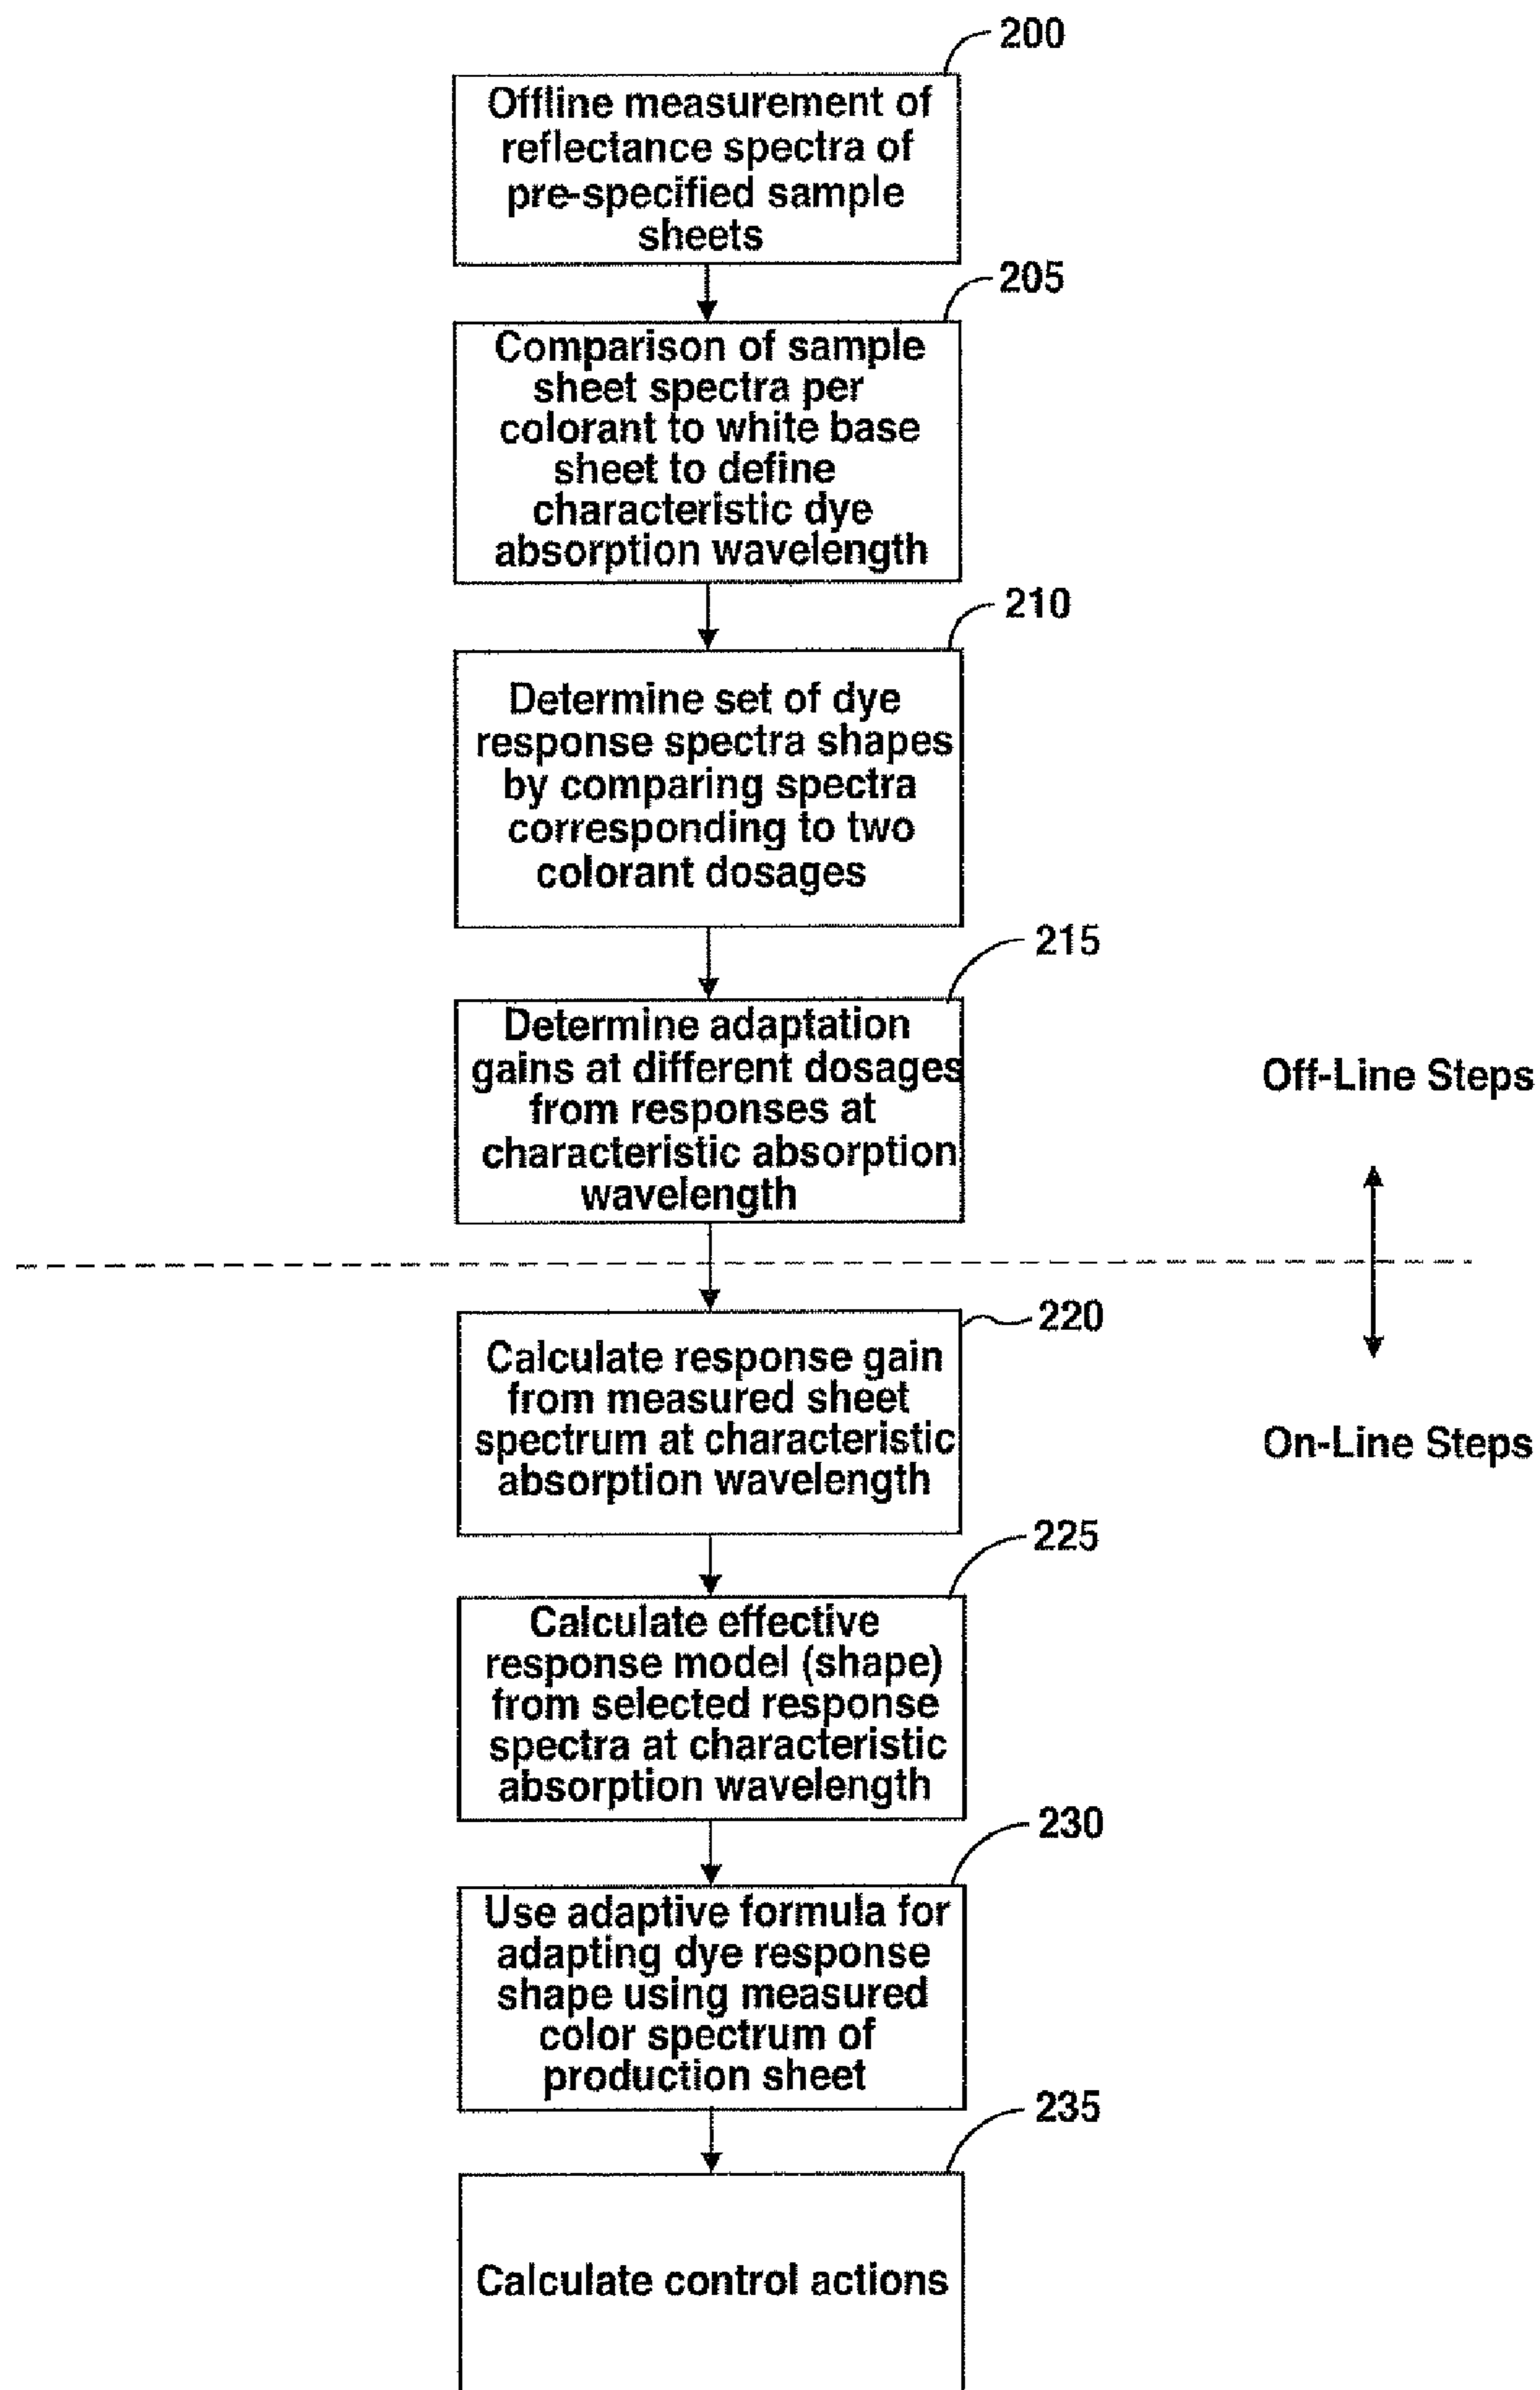 200
Offline measurement of
reflectance spectra of
pre-specified sample
sheets
205
Comparison of sample
sheet spectra per
colorant to white base
sheet to define
characteristic dye
absorption wavelength
210
Determine set of dye
response spectra shapes
by comparing spectra
corresponding to two
colorant dosages
215
Determine adaptation
gains at different dosages
from responses at
characteristic absorption
wavelength
Off-Line Steps
220
Calculate response gain
from measured sheet
spectrum at characteristic
absorption wavelength
On-Line Steps
225
Calculate effective
response model (shape)
from selected response
spectra at characteristic
absorption wavelength
230
Use adaptive formula for
adapting dye response
shape using measured
color spectrum of
production sheet
235
Calculate control actions